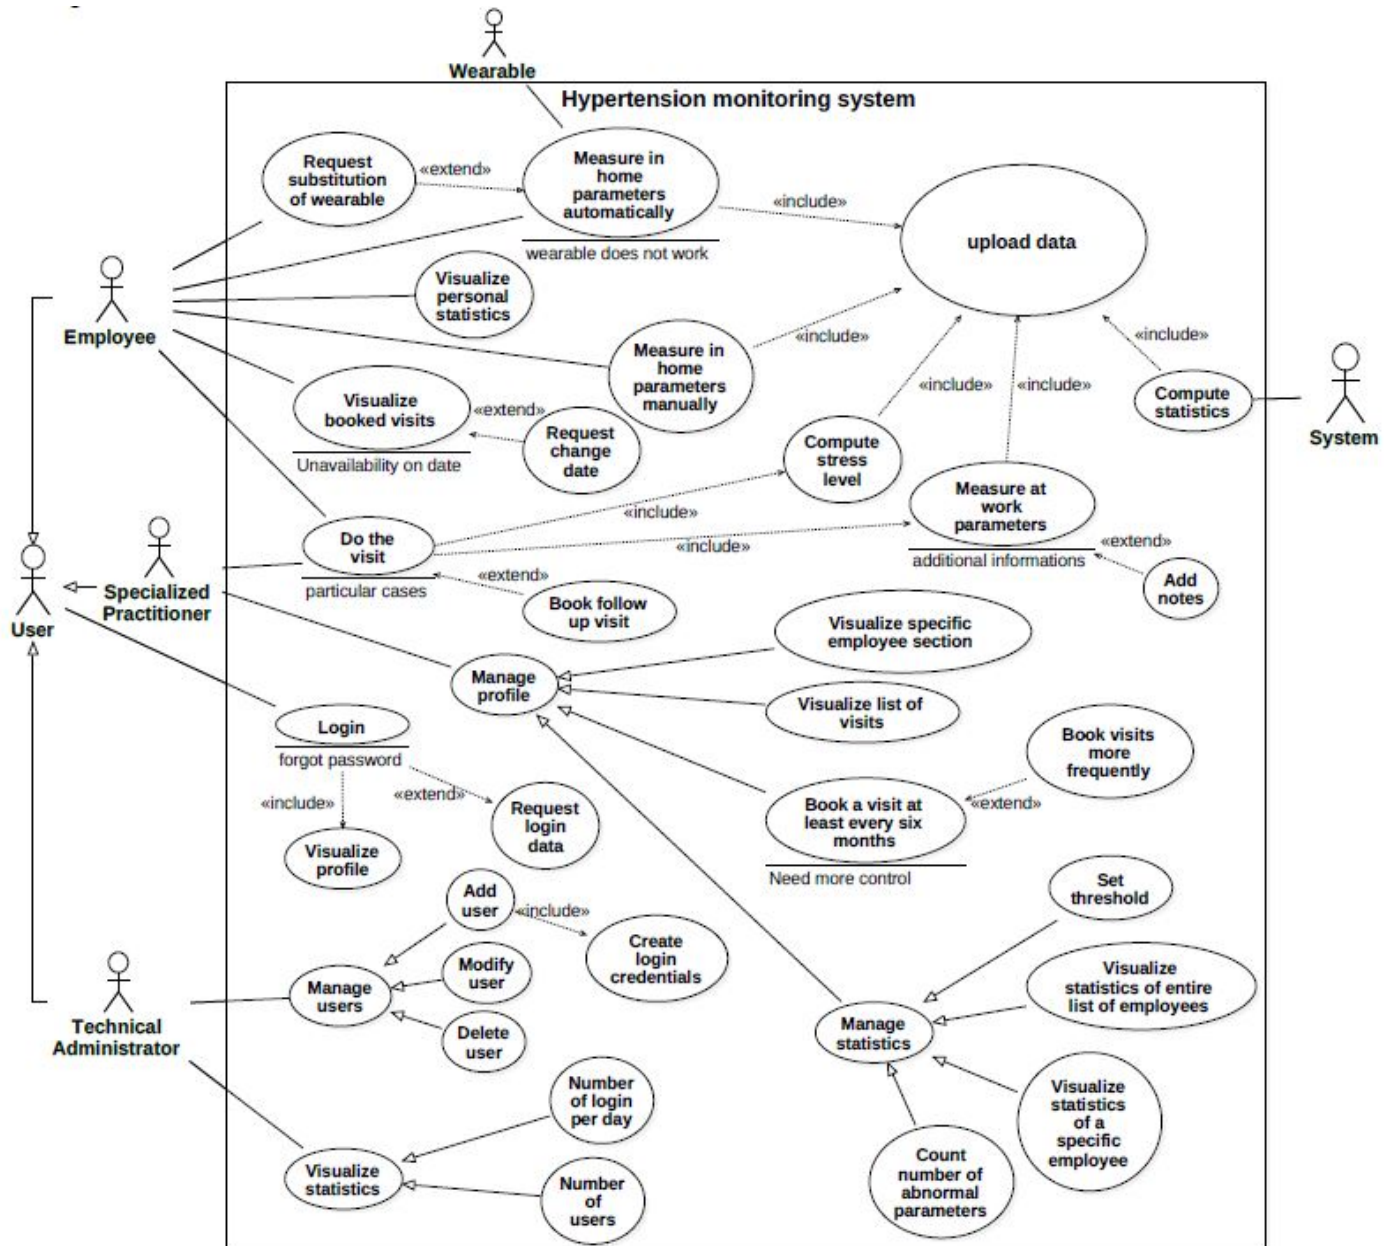 Wearable
Hypertension monitoring system
Request
substitution
of wearable
«extend»
Measure in
home
parameters
automatically
wearable does not work
«include»
upload data
Employee
Visualize
personal
statistics
Measure in
home
parameters
manually
«include»
«include»
«include»
«include»
Compute
statistics
System
Visualize
booked visits
Unavailability on date
«extend»
Request
change
date
Compute
stress
level
Measure at
work
parameters
additional informations
«extend»
Add
notes
Do the
visit
particular cases
«include»
«include»
«extend»
Book follow
up visit
User
Specialized
Practitioner
Manage
profile
Visualize specific
employee section
Visualize list of
visits
Book visits
more
frequently
«extend»
Book a visit at
least every six
months
Need more control
Login
forgot password
«include»
«extend»
Visualize
profile
Request
login
data
Add
user
«include»
Create
login
credentials
Modify
user
Manage
users
Delete
user
Technical
Administrator
Set
threshold
Visualize
statistics of entire
list of employees
Manage
statistics
Visualize
statistics
of a
specific
employee
Count
number of
abnormal
parameters
Number
of login
per day
Visualize
statistics
Number
of
users